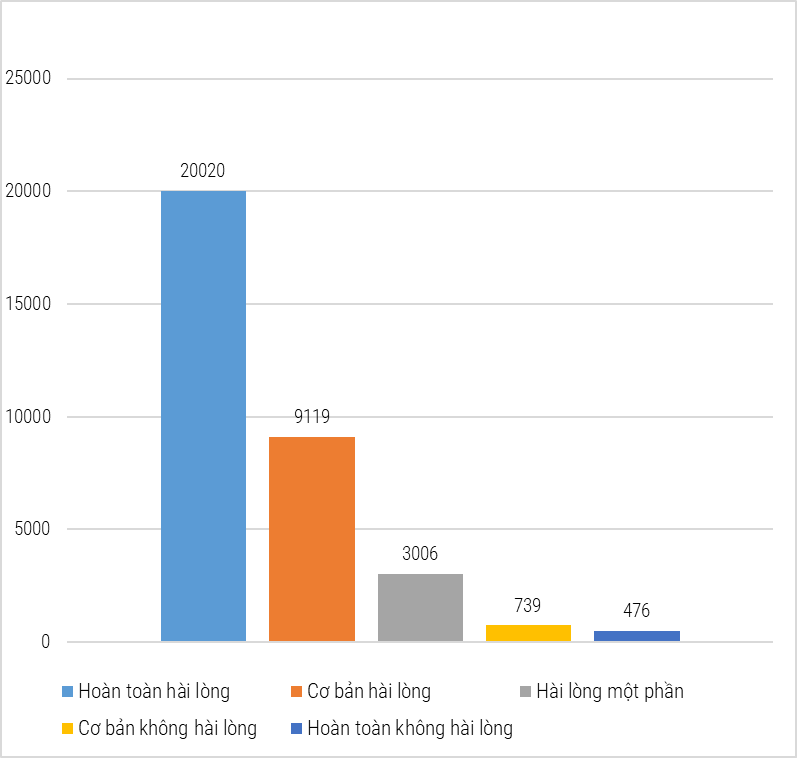 25000
20020
20000
15000
10000
9119
5000
3006
739
476
0
Hoàn toàn hài lòng
Cơ bản hài lòng
Hài lòng một phần
Cơ bản không hài lòng
Hoàn toàn không hài lòng